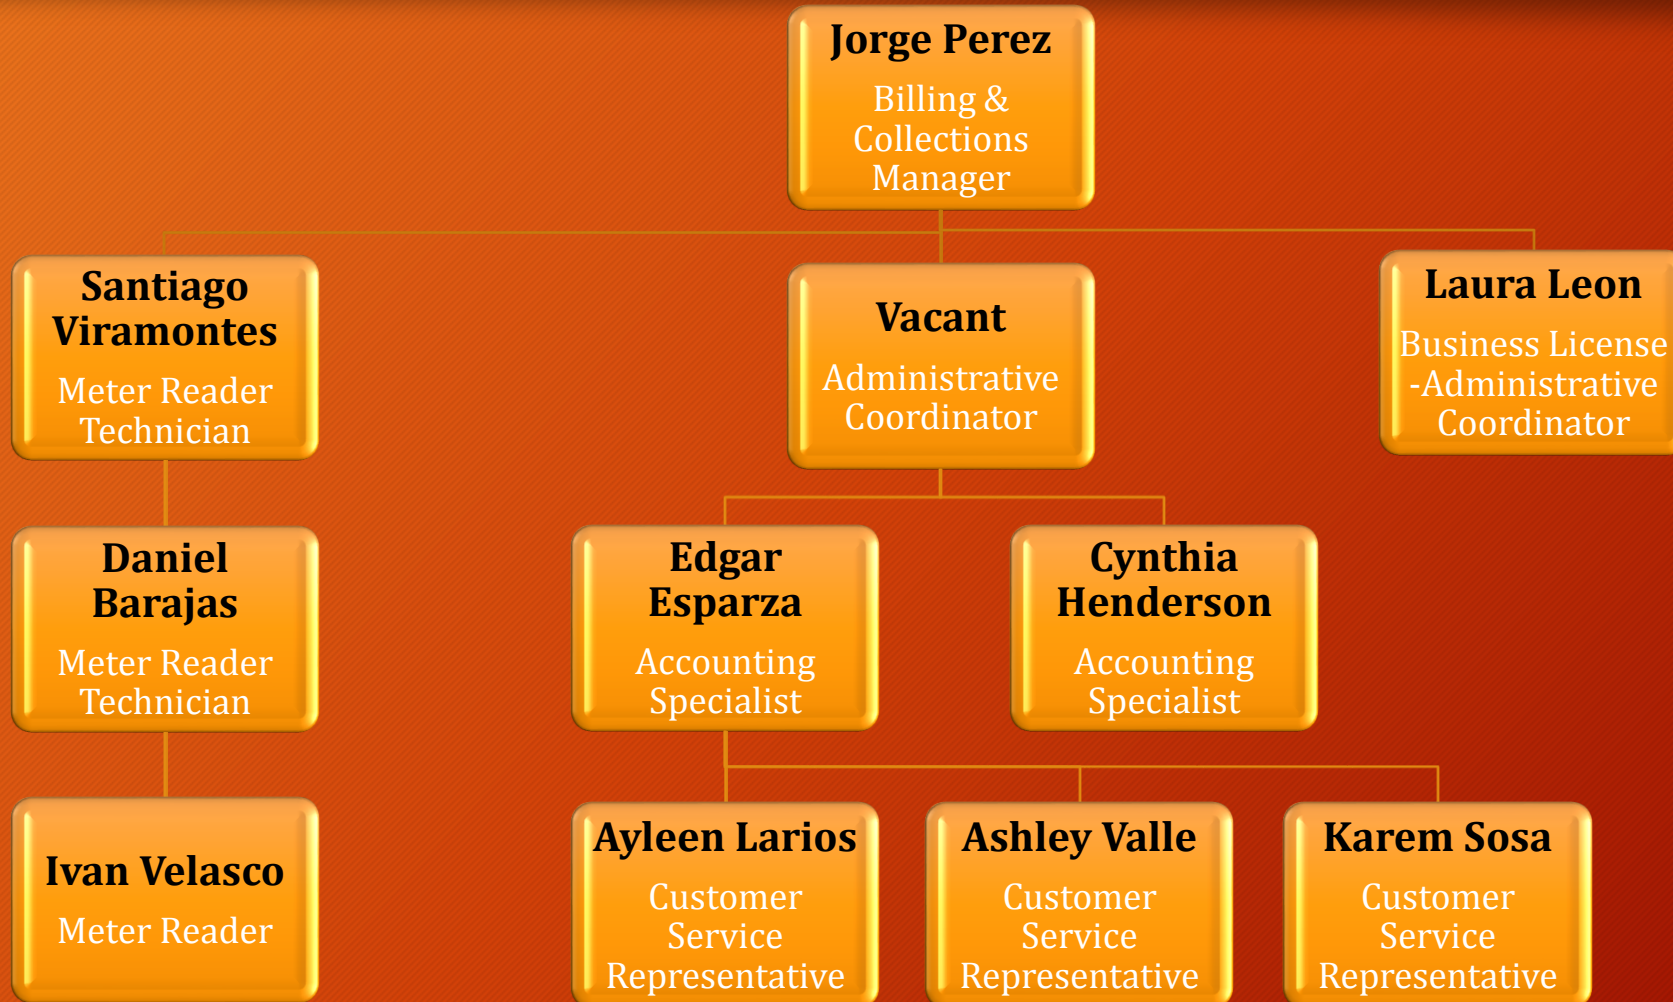 Jorge Perez
Billing &
Collections
Manager
Santiago
Viramontes
Meter Reader
Technician
Vacant
Administrative
Coordinator
Laura Leon
Business License
-Administrative
Coordinator
Daniel
Barajas
Meter Reader
Technician
Edgar
Esparza
Accounting
Specialist
Cynthia
Henderson
Accounting
Specialist
Ivan Velasco
Meter Reader
Ayleen Larios
Customer
Service
Representative
Ashley Valle
Customer
Service
Representative
Karem Sosa
Customer
Service
Representative